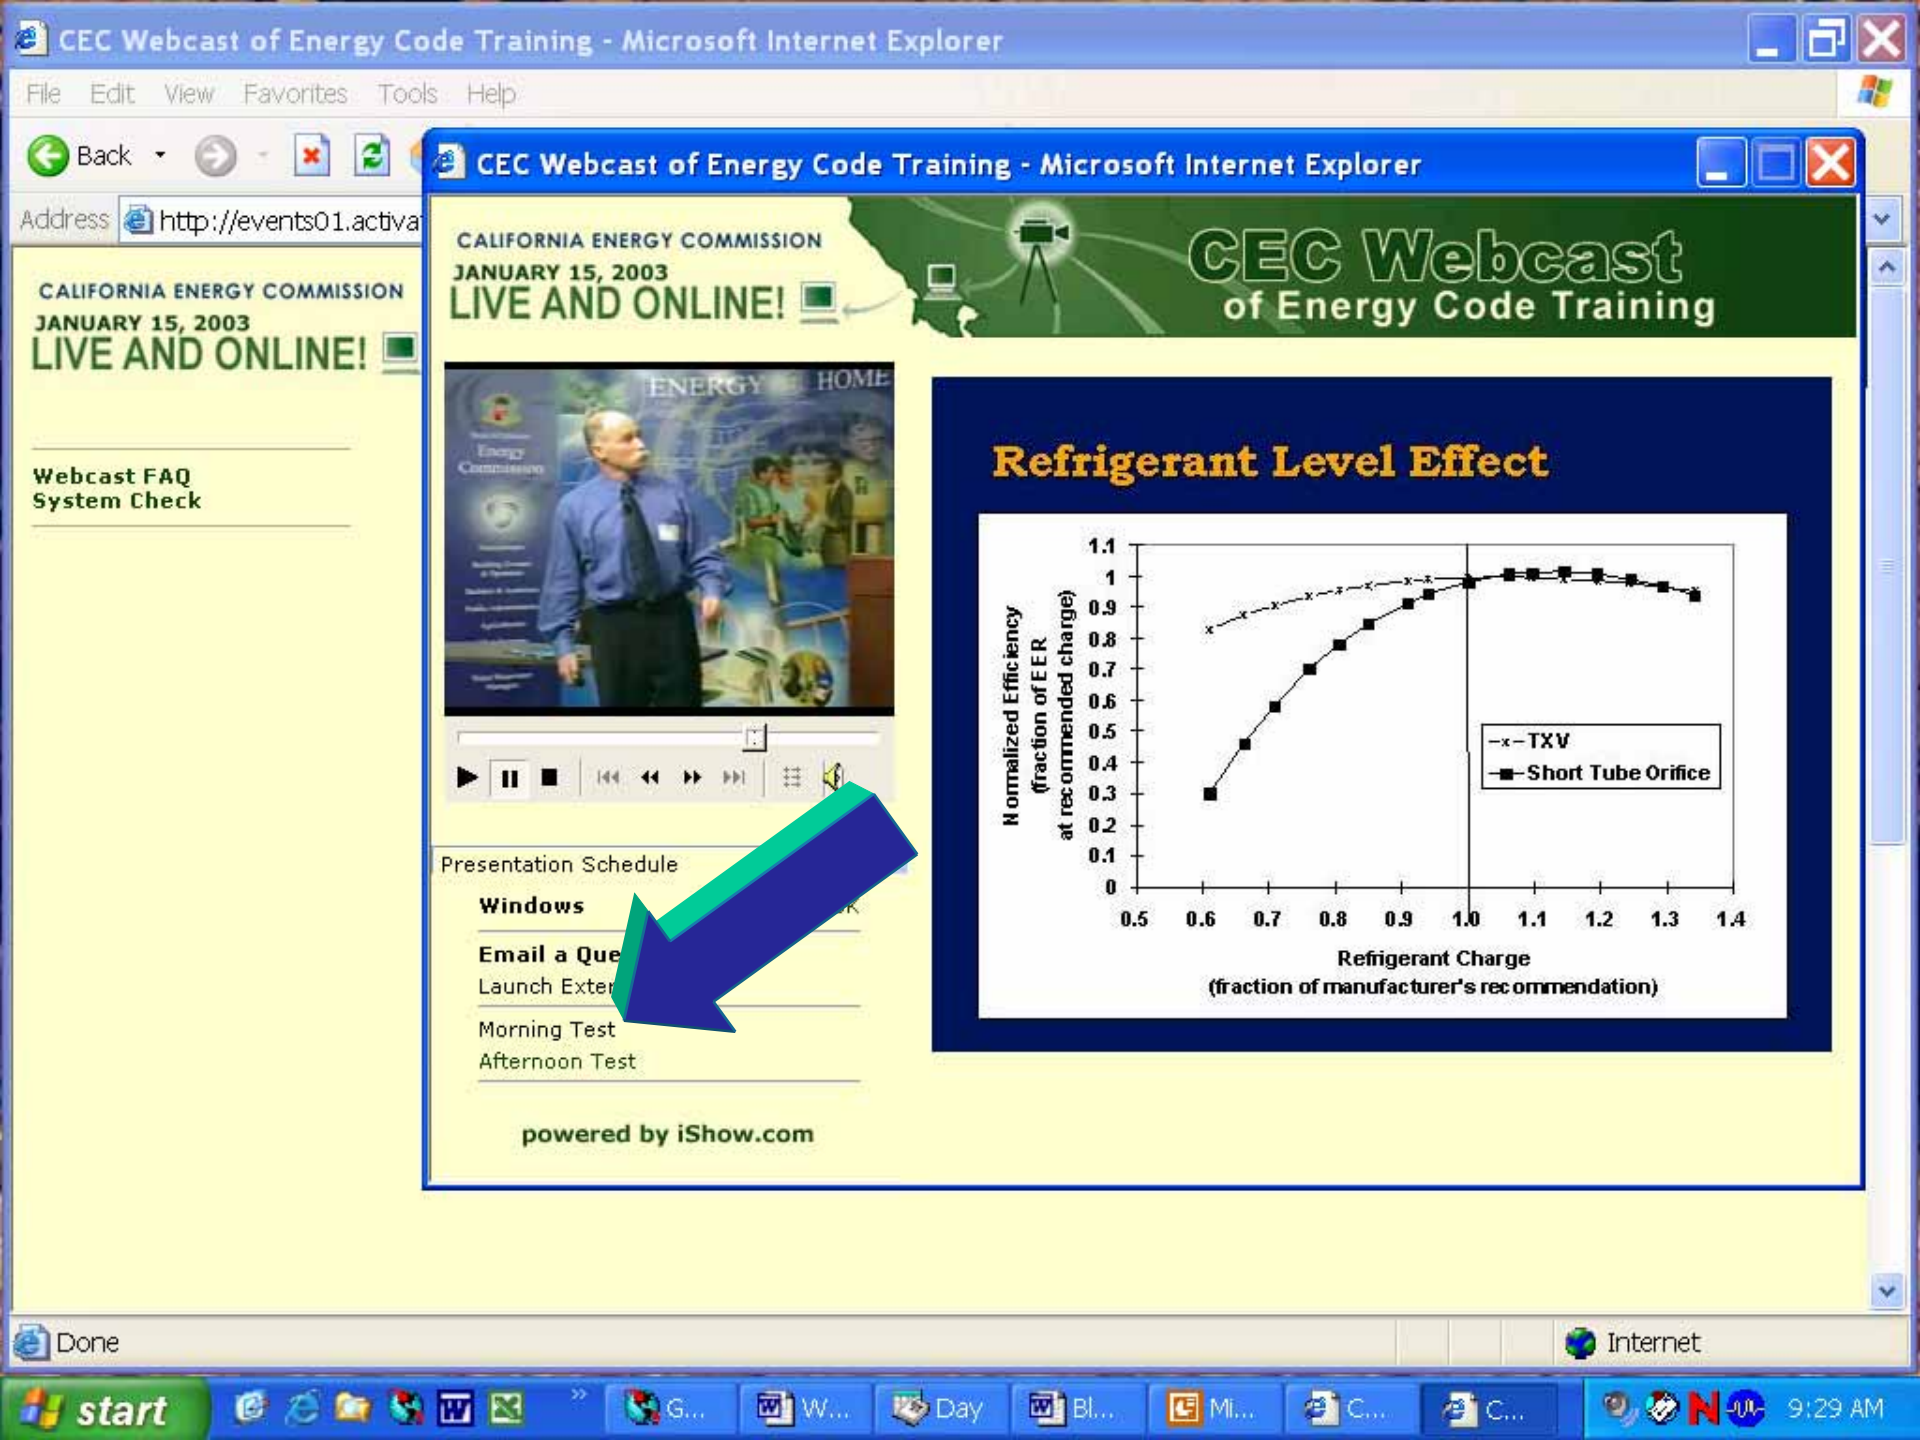 CEC Webcast of Energy Code Training - Microsoft Internet Explorer
File Edit View Favorites Tools Help
Back
Address http://events01.activa
CALIFORNIA ENERGY COMMISSION
JANUARY 15, 2003
LIVE AND ONLINE!
Webcast FAQ
System Check
CEC Webcast of Energy Code Training - Microsoft Internet Explorer
CALIFORNIA ENERGY COMMISSION
JANUARY 15, 2003
LIVE AND ONLINE!
CEC Webcast
of Energy Code Training
ENERGY HOME
Energy
Commission
Presentation Schedule
Windows
Email a Que
Launch Exter
Morning Test
Afternoon Test
powered by iShow.com
Refrigerant Level Effect
Normalized Efficiency
(fraction of EER
at recommended charge)
1.1
1
0.9
0.8
0.7
0.6
0.5
0.4
0.3
0.2
0.1
0
0.5 0.6 0.7 0.8 0.9 1.0 1.1 1.2 1.3 1.4
TXV
Short Tube Orifice
Refrigerant Charge
(fraction of manufacturer's recommendation)
Done
Internet
start G... W... Day Bl... Mi... C... C... 9:29 AM